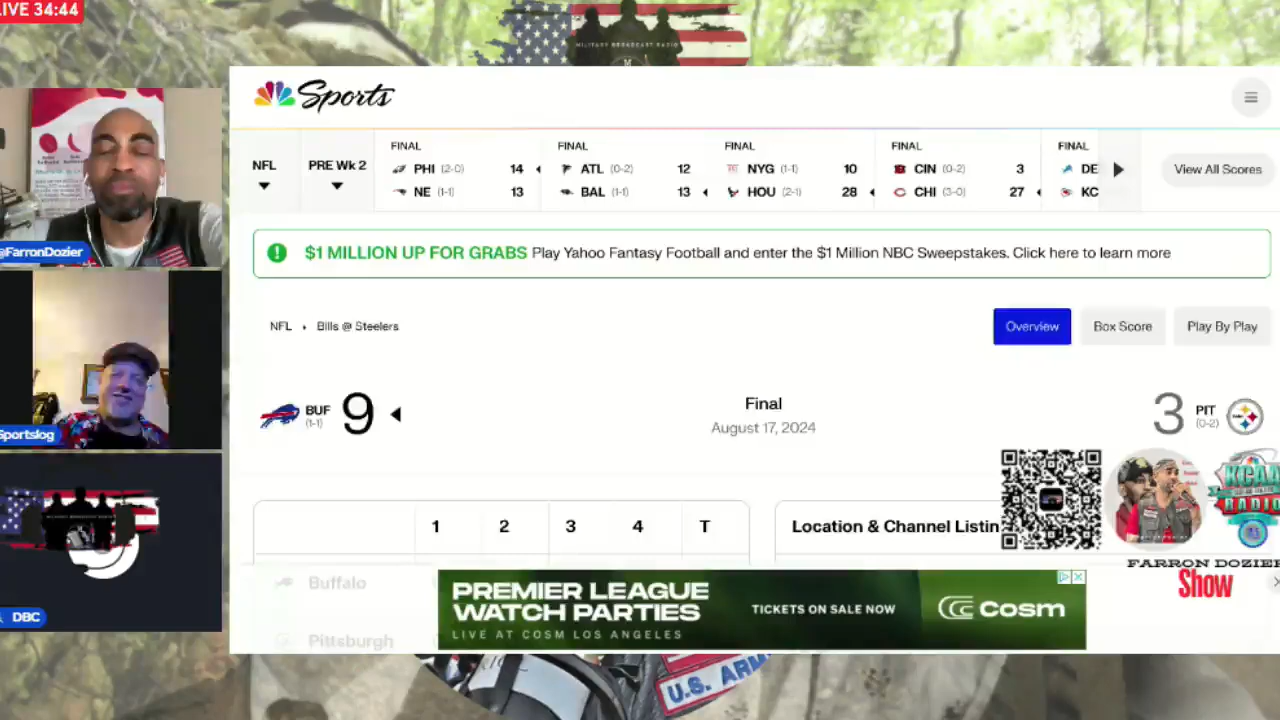 LIVE 34:44
MILITARY BROADCAST RADIO
Sports
NFL
PRE Wk 2
FINAL
PHI (2-0) 14
NE (1-1) 13
FINAL
ATL (0-2) 12
BAL (1-1) 13
FINAL
NYG (1-1) 10
HOU (2-1) 28
FINAL
CIN (0-2) 3
CHI (3-0) 27
FINAL
DE
KC
View All Scores
$1 MILLION UP FOR GRABS Play Yahoo Fantasy Football and enter the $1 Million NBC Sweepstakes. Click here to learn more
@FarronDozier
NFL Bills @ Steelers
Overview
Box Score
Play By Play
BUF
(1-1)
9
Final
August 17, 2024
3
PIT
(0-2)
Sportslog
1 2 3 4 T
Location & Channel Listin
KCAA
RADIO
FARRON DOZIER
Show
Buffalo
Pittsburgh
PREMIER LEAGUE
WATCH PARTIES
LIVE AT COSM LOS ANGELES
TICKETS ON SALE NOW
Cosm
DBC
U.S. ARM